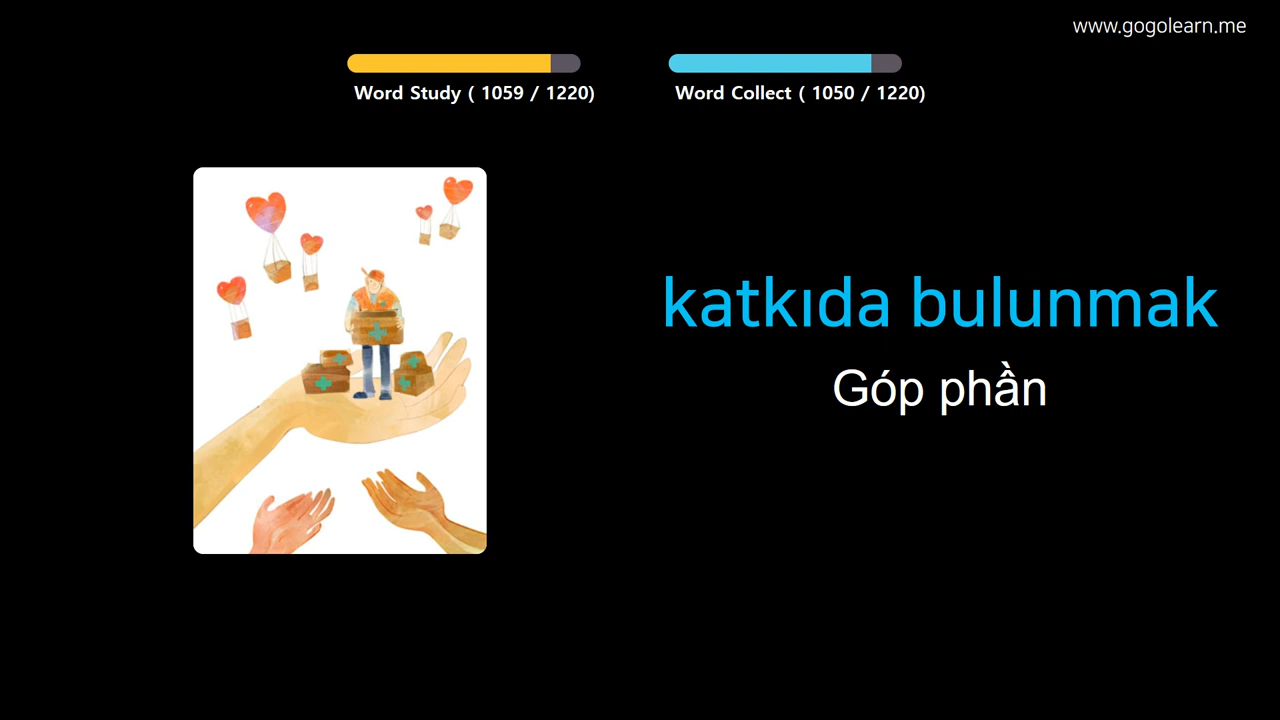 www.gogolearn.me
Word Study ( 1059 / 1220)
Word Collect ( 1050 / 1220)
katkıda bulunmak
Góp phần